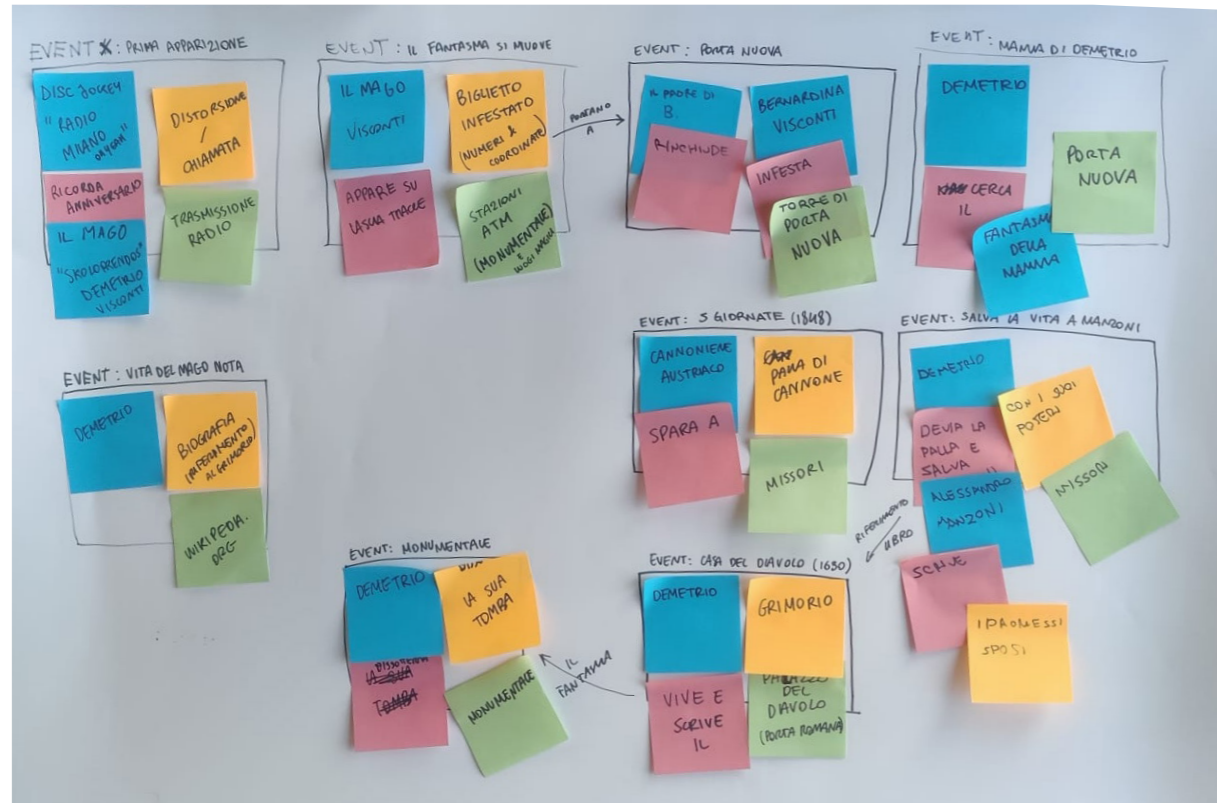 EVENT X: PRIMA APPARIZIONE
DISC JOCKEY
"RADIO
MILANO
DISTORSIONE
/
CHIAMATA
RICORDA
ANNIVERSARIO
IL MAGO
"SKOLORRENDOS"
DEMETRIO
VISCONTI
TRASMISSIONE
RADIO
EVENT: IL FANTASMA SI MUOVE
IL MAGO
VISCONTI
BIGLIETTO
INFESTATO
(NUMERI &
COORDINATE)
APPARE SU
LASCIA TRACCE
STAZIONI
ATM
(MONUMENTALE)
E
LUOGHI MAGICI
PORTANO
A
EVENT: PORTA NUOVA
IL PADRE DI
B.
BERNARDINA
VISCONTI
RINCHIUDE
INFESTA
TORRE DI
PORTA
NUOVA
EVENT: MAMMA DI DEMETRIO
DEMETRIO
PORTA
NUOVA
CERCA
IL
FANTASMA
DELLA
MAMMA
EVENT: VITA DEL MAGO NOTA
DEMETRIO
BIOGRAFIA
(RIFERIMENTO
AL GRIMORIO)
WIKIPEDIA.
ORG
EVENT: 5 GIORNATE (1848)
CANNONIERE
AUSTRIACO
PALLA DI
CANNONE
SPARA A
MISSORI
EVENT: SALVA LA VITA A MANZONI
DEMETRIO
CON I SUOI
POTERI
DEVIA LA
PALLA E
SALVA
ALESSANDRO
MANZONI
MISSORI
SCRIVE
I PROMESSI
SPOSI
RIFERIMENTO
LIBRO
EVENT: MONUMENTALE
DEMETRIO
LA SUA
TOMBA
LA SUA
TOMBA
MONUMENTALE
IL
FANTASMA
EVENT: CASA DEL DIAVOLO (1630)
DEMETRIO
GRIMORIO
VIVE E
SCRIVE
IL
PALAZZO
DEL
DIAVOLO
(PORTA ROMANA)